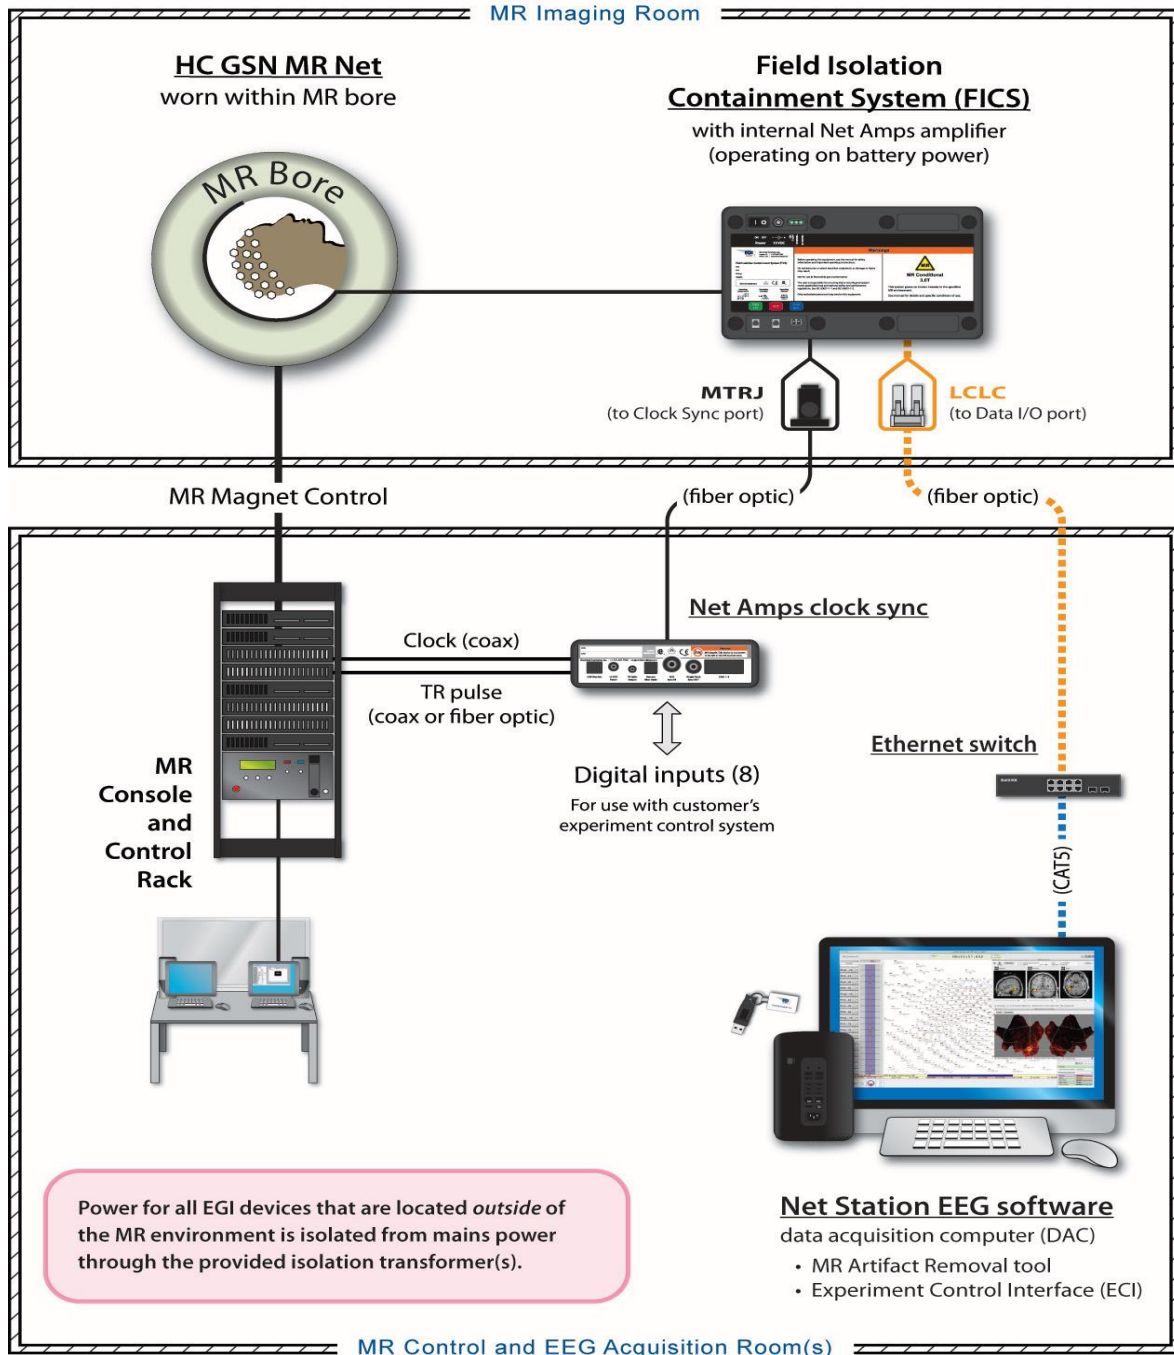 MR Imaging Room
HC GSN MR Net
worn within MR bore
Field Isolation
Containment System (FICS)
with internal Net Amps amplifier
(operating on battery power)
MR Bore
Warnings
MR
MR Conditional
3.0T
MTRJ
(to Clock Sync port)
LCLC
(to Data I/O port)
MR Magnet Control
(fiber optic)
(fiber optic)
Net Amps clock sync
Clock (coax)
TR pulse
(coax or fiber optic)
Digital inputs (8)
For use with customer's
experiment control system
Ethernet switch
MR
Console
and
Control
Rack
(CAT5)
Power for all EGI devices that are located outside of
the MR environment is isolated from mains power
through the provided isolation transformer(s).
Net Station EEG software
data acquisition computer (DAC)
• MR Artifact Removal tool
• Experiment Control Interface (ECI)
MR Control and EEG Acquisition Room(s)